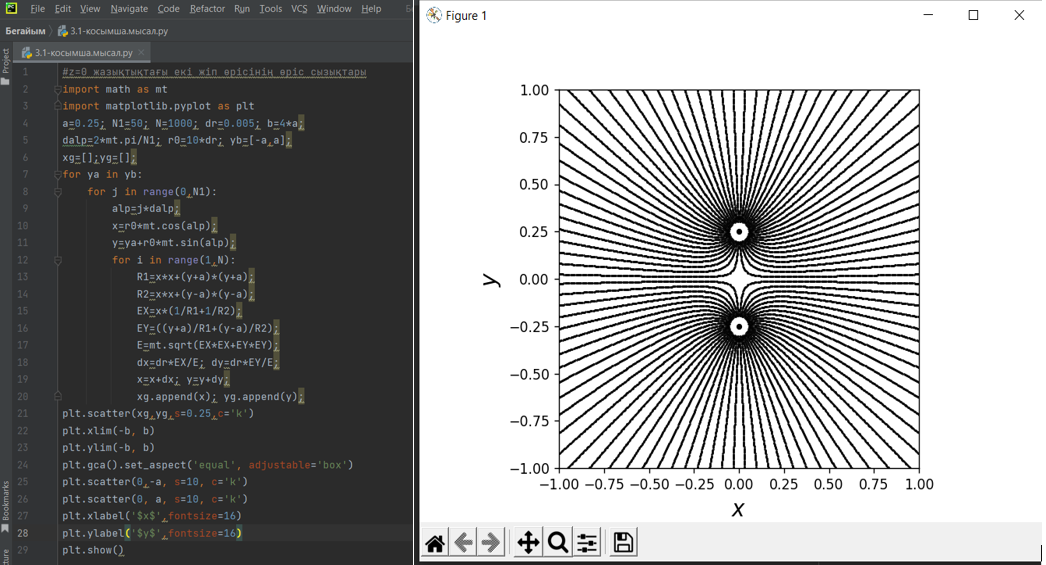 File Edit View Navigate Code Refactor Run Tools VCS Window Help
Бегайым 3.1-косымша.мысал.py
3.1-косымша.мысал.py
Project
1 #z=0 жазықтықтағы екі жіп өрісінің өріс сызықтары
2 import math as mt
3 import matplotlib.pyplot as plt
4 a=0.25; N1=50; N=1000; dr=0.005; b=4*a;
5 dalp=2*mt.pi/N1; r0=10*dr; yb=[-a,a];
6 xg=[];yg=[];
7 for ya in yb:
8 for j in range(0,N1):
9 alp=j*dalp;
10 x=r0*mt.cos(alp);
11 y=ya+r0*mt.sin(alp);
12 for i in range(1,N):
13 R1=x*x+(y+a)*(y+a);
14 R2=x*x+(y-a)*(y-a);
15 EX=x*(1/R1+1/R2);
16 EY=((y+a)/R1+(y-a)/R2);
17 E=mt.sqrt(EX*EX+EY*EY);
18 dx=dr*EX/E; dy=dr*EY/E;
19 x=x+dx; y=y+dy;
20 xg.append(x); yg.append(y);
21 plt.scatter(xg,yg,s=0.25,c='k')
22 plt.xlim(-b, b)
23 plt.ylim(-b, b)
24 plt.gca().set_aspect('equal', adjustable='box')
25 plt.scatter(0,-a, s=10, c='k')
26 plt.scatter(0, a, s=10, c='k')
27 plt.xlabel('$x$',fontsize=16)
28 plt.ylabel('$y$',fontsize=16)
29 plt.show()
Bookmarks
Figure 1
1.00
0.75
0.50
0.25
0.00
−0.25
−0.50
−0.75
−1.00
y
−1.00 −0.75 −0.50 −0.25 0.00 0.25 0.50 0.75 1.00
x